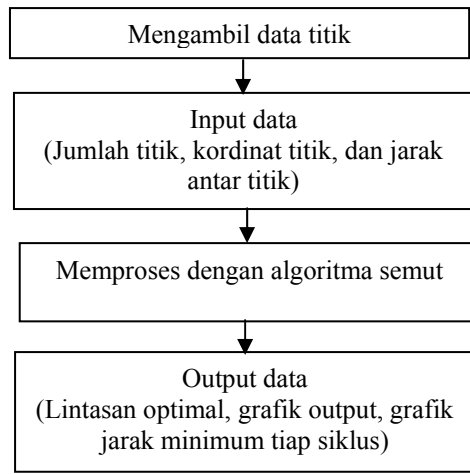 Mengambil data titik
Input data
(Jumlah titik, kordinat titik, dan jarak
antar titik)
Memproses dengan algoritma semut
Output data
(Lintasan optimal, grafik output, grafik
jarak minimum tiap siklus)